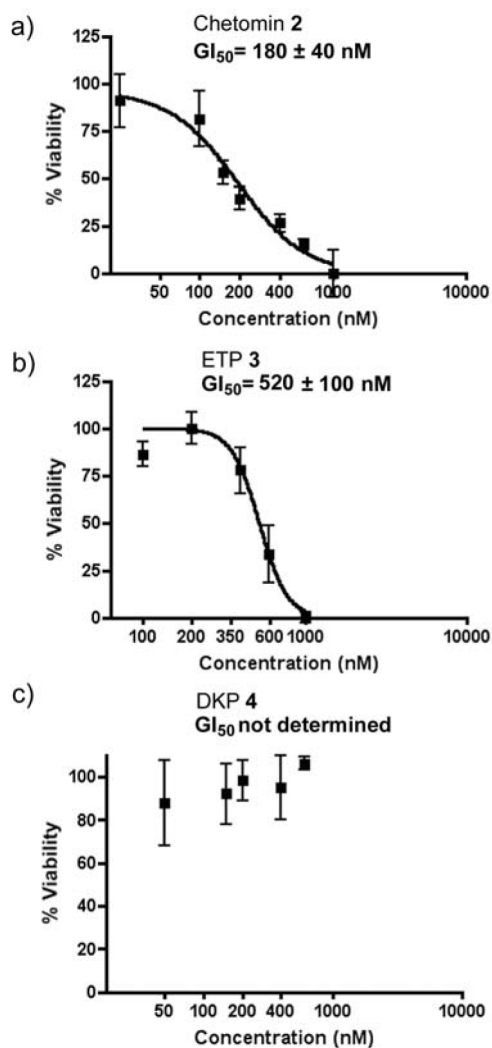 a)
Chetomin 2
GI50= 180 ± 40 nM
125
100
75
50
25
0
% Viability
50 100 200 400 1000 10000
Concentration (nM)
b)
ETP 3
GI50= 520 ± 100 nM
125
100
75
50
25
0
% Viability
100 200 350 600 1000 10000
Concentration (nM)
c)
DKP 4
GI50 not determined
100
80
60
40
20
0
% Viability
50 100 200 400 1000 10000
Concentration (nM)